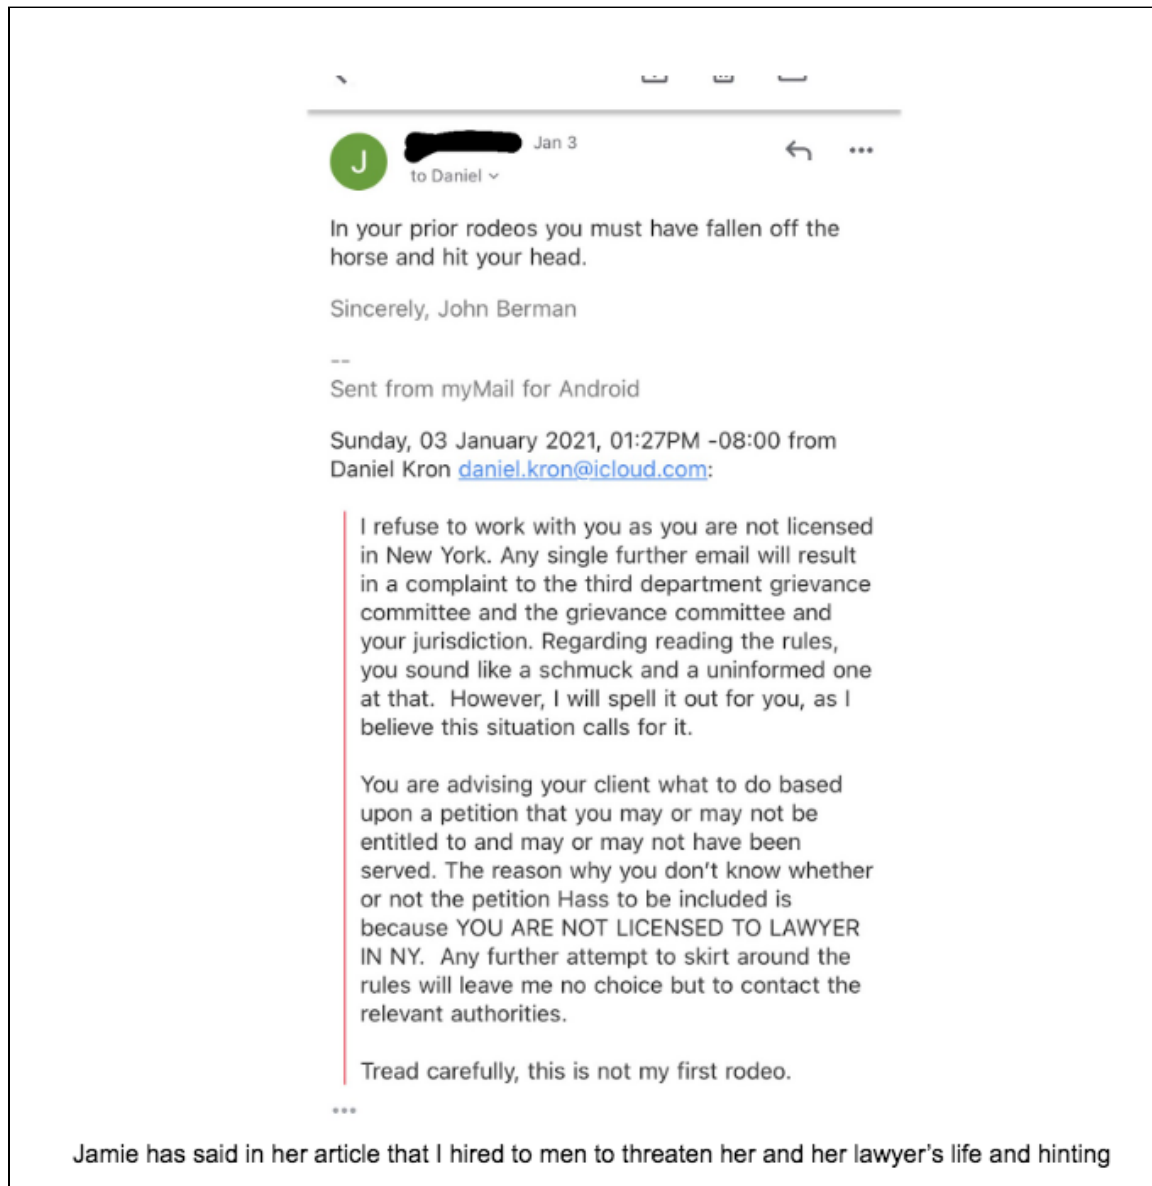 J
Jan 3
to Daniel
In your prior rodeos you must have fallen off the
horse and hit your head.
Sincerely, John Berman
--
Sent from myMail for Android
Sunday, 03 January 2021, 01:27PM -08:00 from
Daniel Kron daniel.kron@icloud.com:
I refuse to work with you as you are not licensed
in New York. Any single further email will result
in a complaint to the third department grievance
committee and the grievance committee and
your jurisdiction. Regarding reading the rules,
you sound like a schmuck and a uninformed one
at that.  However, I will spell it out for you, as I
believe this situation calls for it.
You are advising your client what to do based
upon a petition that you may or may not be
entitled to and may or may not have been
served. The reason why you don't know whether
or not the petition Hass to be included is
because YOU ARE NOT LICENSED TO LAWYER
IN NY.  Any further attempt to skirt around the
rules will leave me no choice but to contact the
relevant authorities.
Tread carefully, this is not my first rodeo.
Jamie has said in her article that I hired to men to threaten her and her lawyer's life and hinting